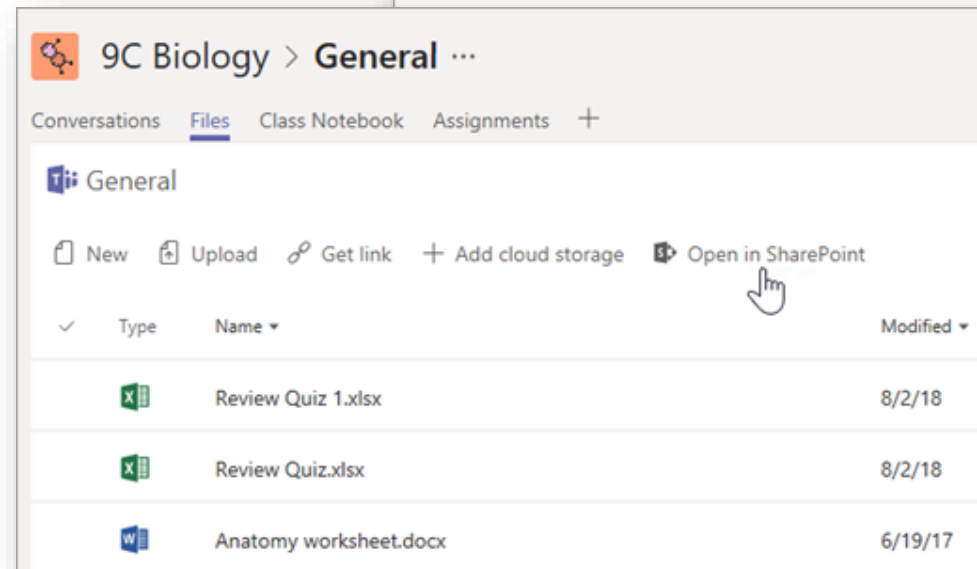 9C Biology > General ...
Conversations Files Class Notebook Assignments +
General
New Upload Get link + Add cloud storage Open in SharePoint
Type Name Modified
Review Quiz 1.xlsx 8/2/18
Review Quiz.xlsx 8/2/18
Anatomy worksheet.docx 6/19/17